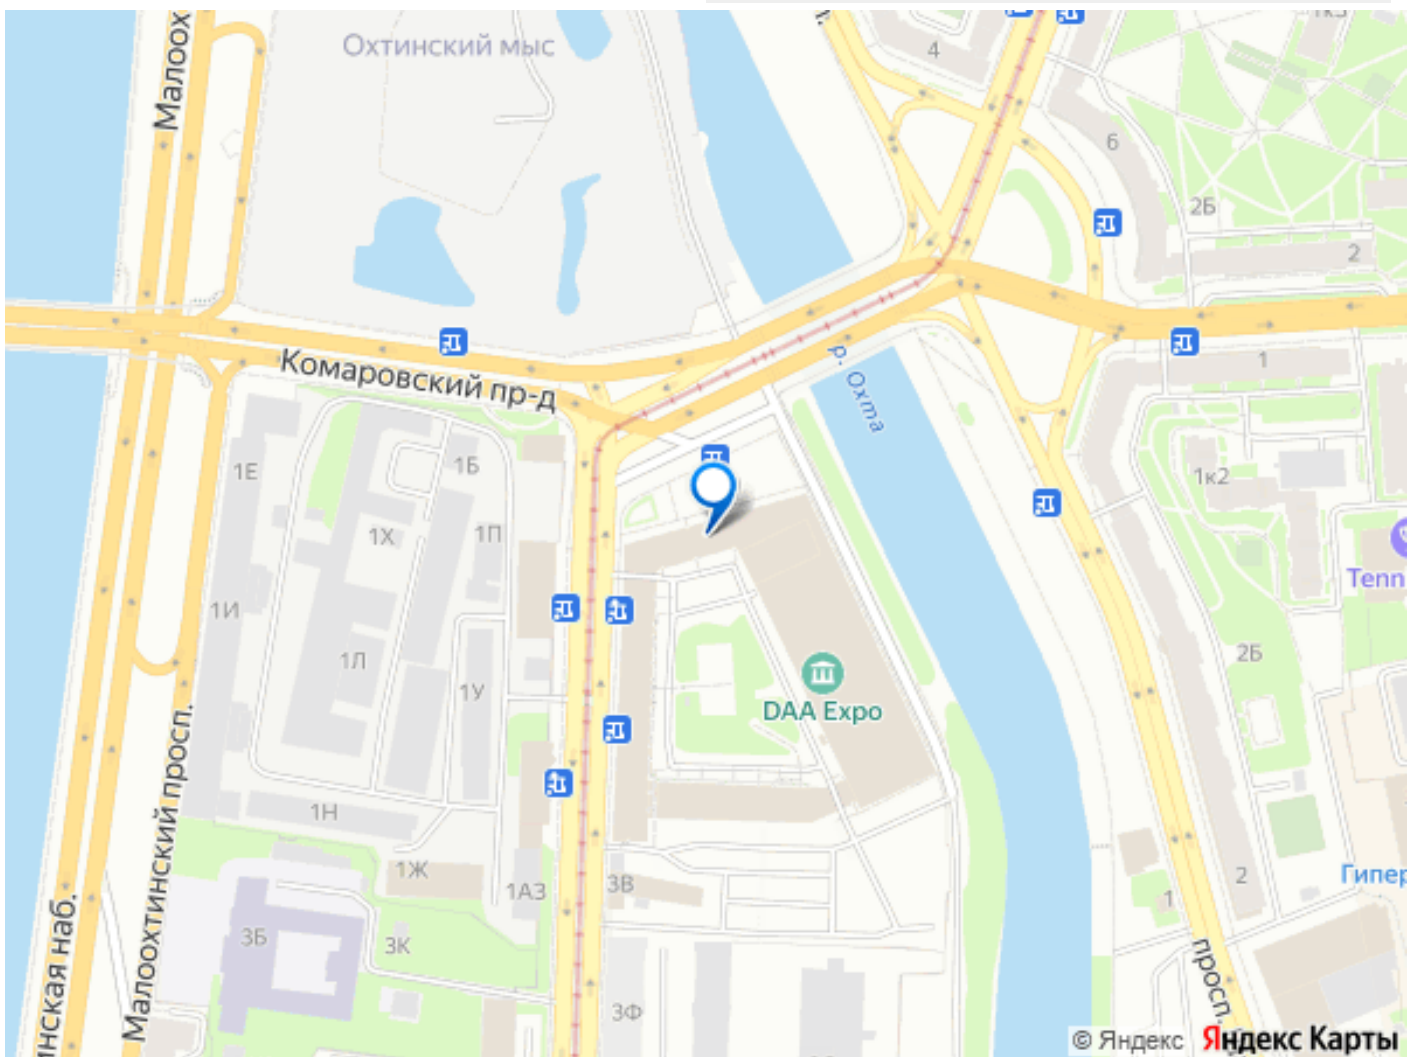 Охтинский мыс
Малоох
4
1к3
6
2Б
2
Комаровский пр-д
р. Охта
1
1Е
1Б
1к2
1Х
1П
Tenn
1И
1Л
2Б
1У
DAA Expo
Малоохтинский просп.
1Н
1Ж
1А3
3В
2
1
Гипер
3Б
3К
нская наб.
просп.
3Ф
© Яндекс Яндекс Карты